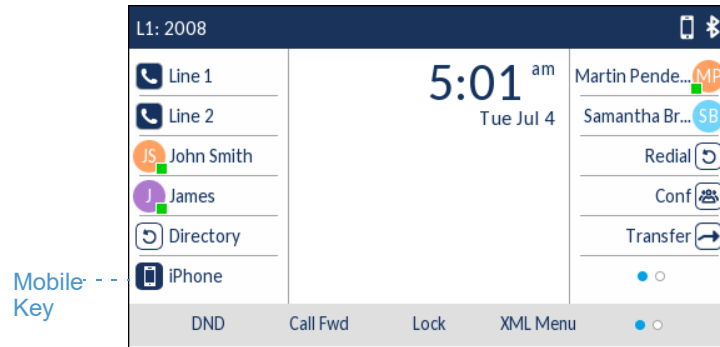 L1: 2008
Line 1
Line 2
JS John Smith
J James
Directory
iPhone
Mobile
Key
5:01 am
Tue Jul 4
Martin Pende... MP
Samantha Br... SB
Redial
Conf
Transfer
DND Call Fwd Lock XML Menu